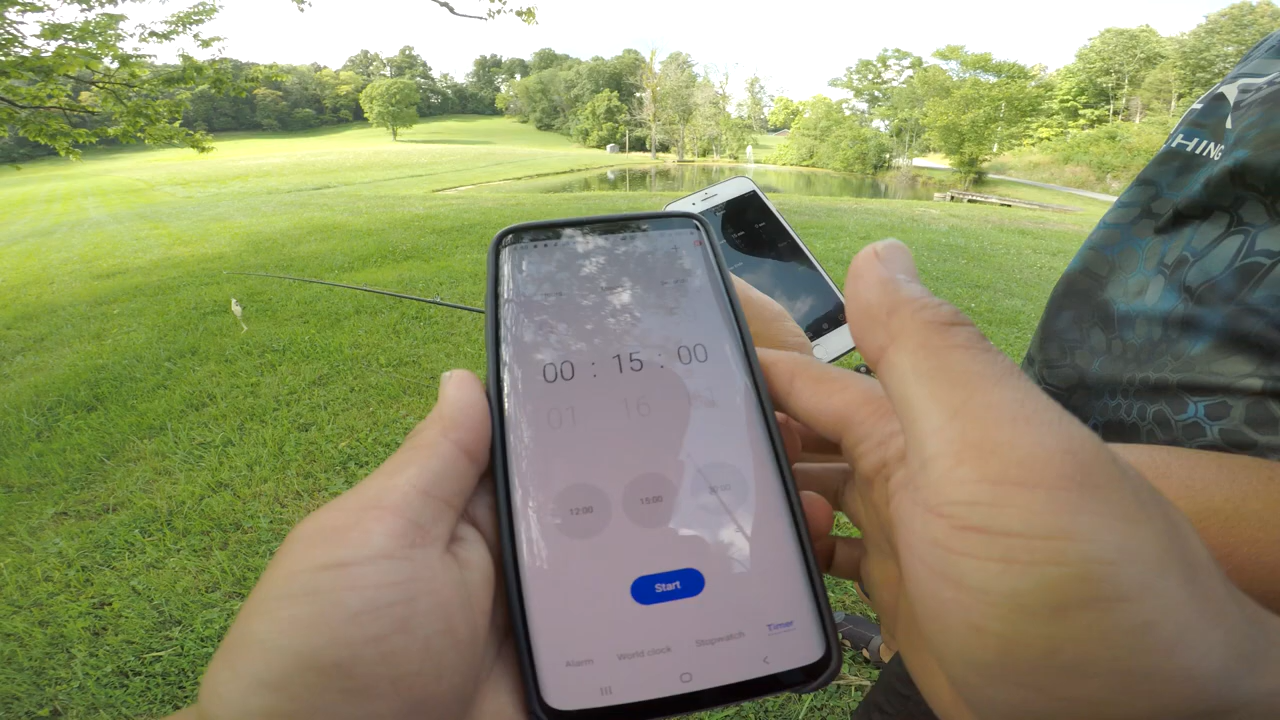 HING
00 : 15 : 00
01 16
12:00 15:00
Start
Alarm World clock Stopwatch Timer